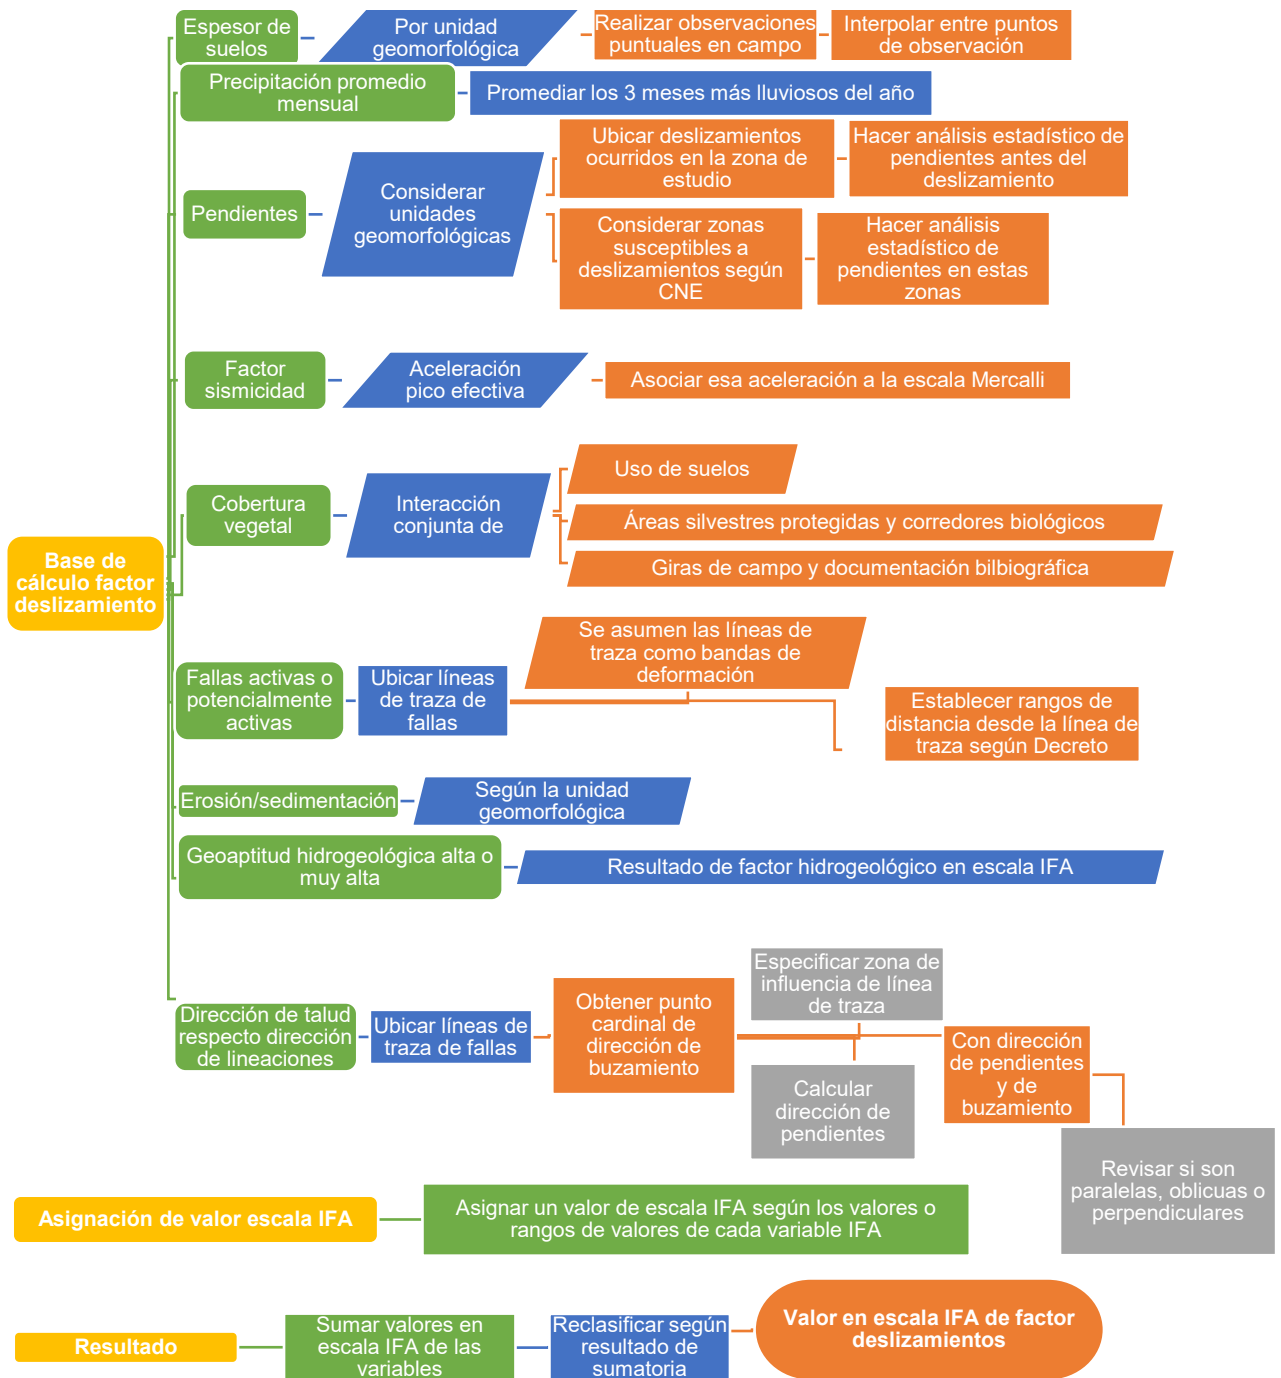 Espesor de
suelos
Por unidad
geomorfológica
Realizar observaciones
puntuales en campo
Interpolar entre puntos
de observación
Precipitación promedio
mensual
Promediar los 3 meses más lluviosos del año
Pendientes
Considerar
unidades
geomorfológicas
Ubicar deslizamientos
ocurridos en la zona de
estudio
Hacer análisis estadístico de
pendientes antes del
deslizamiento
Considerar zonas
susceptibles a
deslizamientos según
CNE
Hacer análisis
estadístico de
pendientes en estas
zonas
Factor
sismicidad
Aceleración
pico efectiva
Asociar esa aceleración a la escala Mercalli
Cobertura
vegetal
Interacción
conjunta de
Uso de suelos
Áreas silvestres protegidas y corredores biológicos
Giras de campo y documentación bilbiográfica
Base de
cálculo factor
deslizamiento
Fallas activas o
potencialmente
activas
Ubicar líneas
de traza de
fallas
Se asumen las líneas de
traza como bandas de
deformación
Establecer rangos de
distancia desde la línea de
traza según Decreto
Erosión/sedimentación
Según la unidad
geomorfológica
Geoaptitud hidrogeológica alta o
muy alta
Resultado de factor hidrogeológico en escala IFA
Dirección de talud
respecto dirección
de lineaciones
Ubicar líneas de
traza de fallas
Obtener punto
cardinal de
dirección de
buzamiento
Especificar zona de
influencia de línea
de traza
Calcular
dirección de
pendientes
Con dirección
de pendientes
y de
buzamiento
Revisar si son
paralelas, oblicuas o
perpendiculares
Asignación de valor escala IFA
Asignar un valor de escala IFA según los valores o
rangos de valores de cada variable IFA
Resultado
Sumar valores en
escala IFA de las
variables
Reclasificar según
resultado de
sumatoria
Valor en escala IFA de factor
deslizamientos